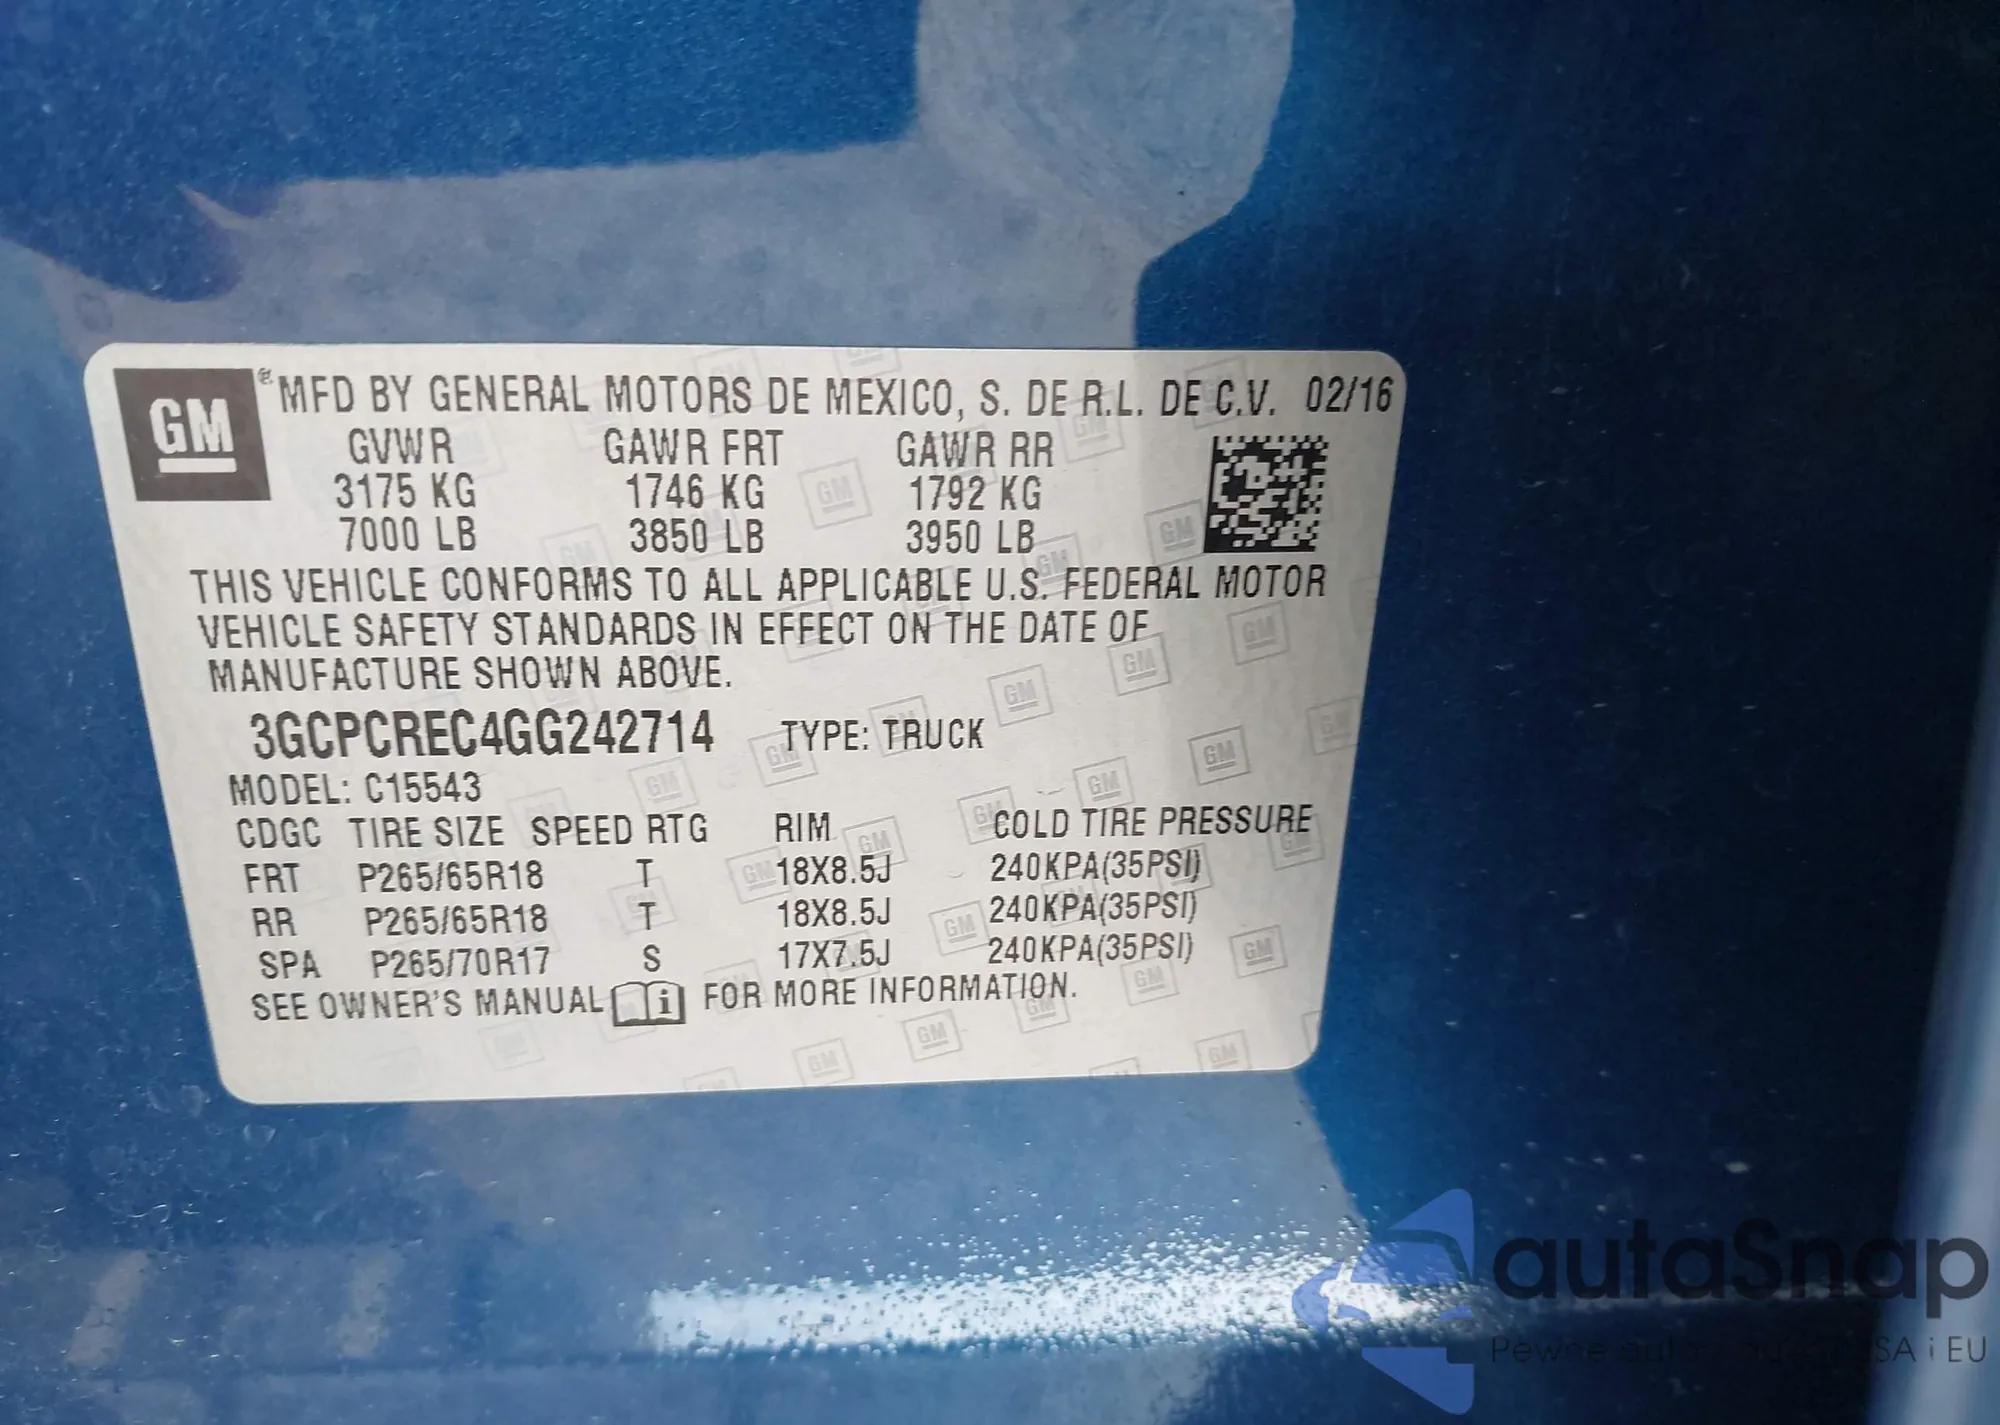 GM ® MFD BY GENERAL MOTORS DE MEXICO, S. DE R.L. DE C.V. 02/16
GVWR GAWR FRT GAWR RR
3175 KG 1746 KG 1792 KG
7000 LB 3850 LB 3950 LB
THIS VEHICLE CONFORMS TO ALL APPLICABLE U.S. FEDERAL MOTOR
VEHICLE SAFETY STANDARDS IN EFFECT ON THE DATE OF
MANUFACTURE SHOWN ABOVE.
3GCPCREC4GG242714 TYPE: TRUCK
MODEL: C15543
CDGC TIRE SIZE SPEED RTG RIM COLD TIRE PRESSURE
FRT P265/65R18 T 18X8.5J 240KPA(35PSI)
RR P265/65R18 T 18X8.5J 240KPA(35PSI)
SPA P265/70R17 S 17X7.5J 240KPA(35PSI)
SEE OWNER'S MANUAL i FOR MORE INFORMATION.
autaSnap
Pewne auta i EU